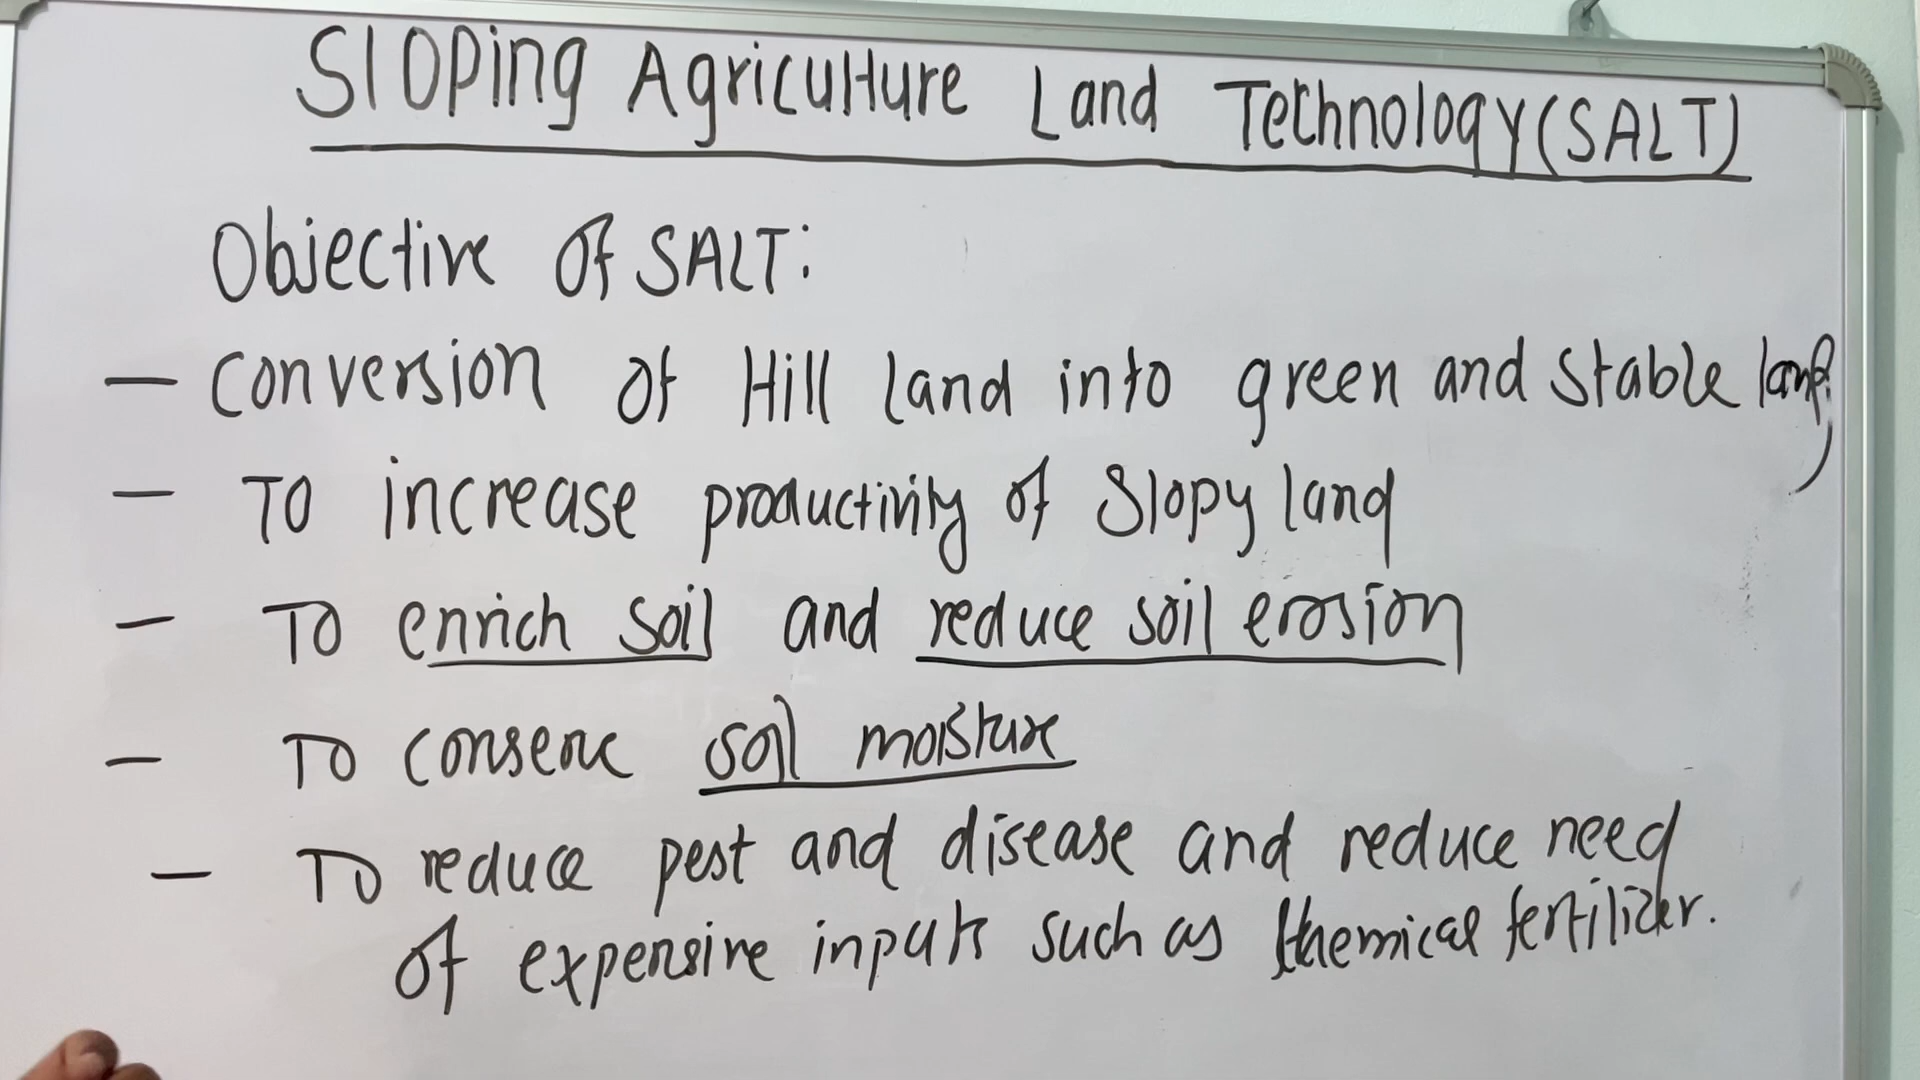 Sloping Agriculture Land Technology (SALT)
Objective of SALT:
- Conversion of Hill Land into green and stable land
- To increase productivity of Slopy land
- To enrich soil and reduce soil erosion
- To conserve soil moisture
- To reduce pest and disease and reduce need
of expensive inputs such as chemical fertilizer.